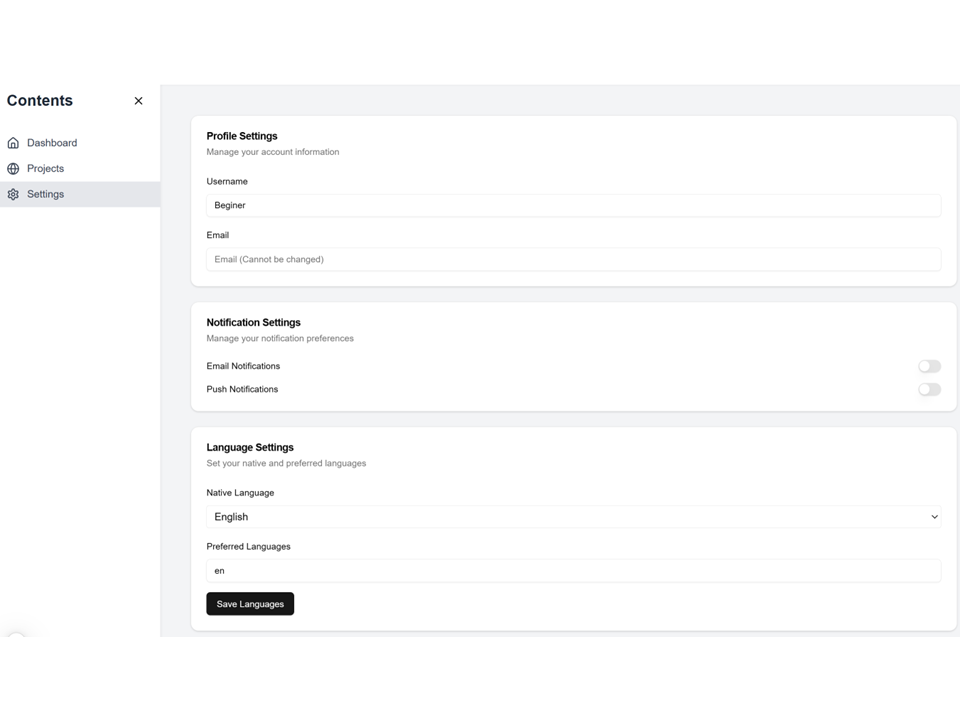 Contents
Dashboard
Projects
Settings
Profile Settings
Manage your account information
Username
Beginer
Email
Email (Cannot be changed)
Notification Settings
Manage your notification preferences
Email Notifications
Push Notifications
Language Settings
Set your native and preferred languages
Native Language
English
Preferred Languages
en
Save Languages